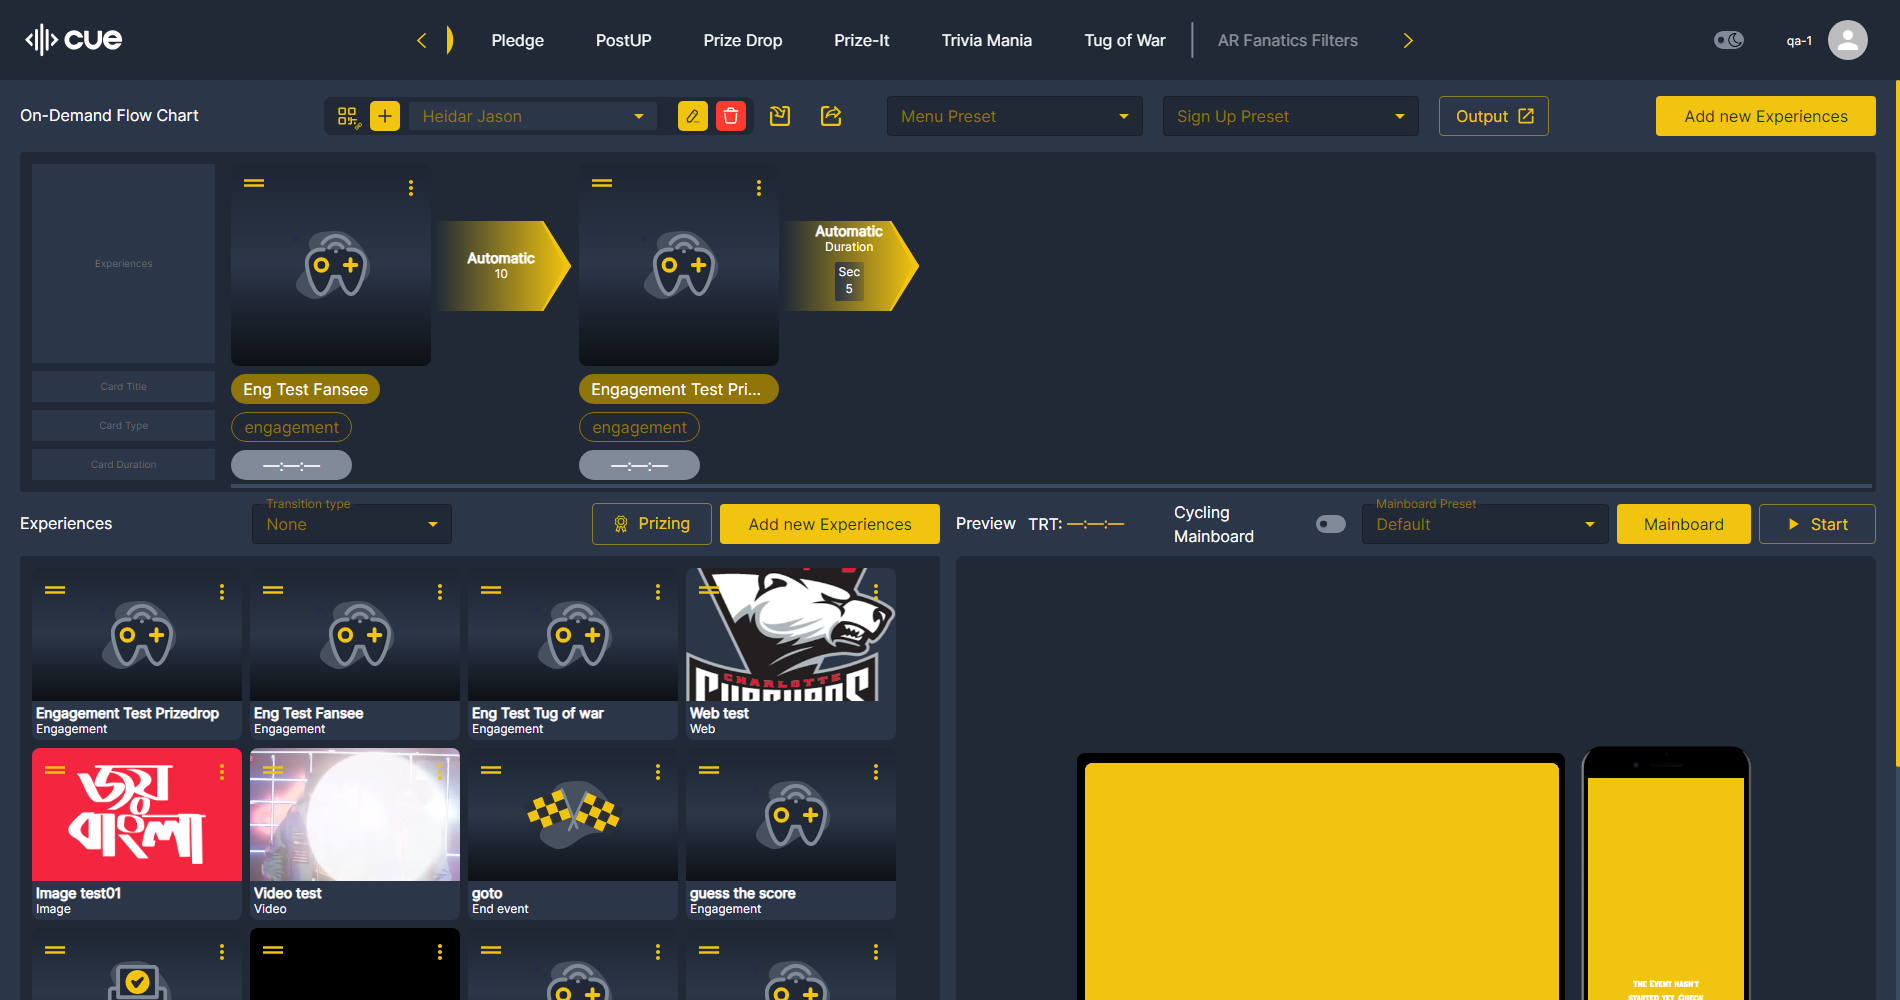 cue
Pledge
PostUP
Prize Drop
Prize-It
Trivia Mania
Tug of War
AR Fanatics Filters
qa-1
On-Demand Flow Chart
Heidar Jason
Menu Preset
Sign Up Preset
Output
Add new Experiences
Experiences
Card Title
Card Type
Card Duration
Automatic
10
Automatic
Duration
Sec
5
Eng Test Fansee
Engagement Test Pri...
engagement
engagement
—:—:—
—:—:—
Experiences
Transition type
None
Prizing
Add new Experiences
Preview
TRT: —:—:—
Cycling
Mainboard
Mainboard Preset
Default
Mainboard
Start
CHARLOTTE
Engagement Test Prizedrop
Engagement
Eng Test Fansee
Engagement
Eng Test Tug of war
Engagement
Web test
Web
জয়
বাংলা
Image test01
Image
Video test
Video
goto
End event
guess the score
Engagement
The Event hasn't
started yet. Check